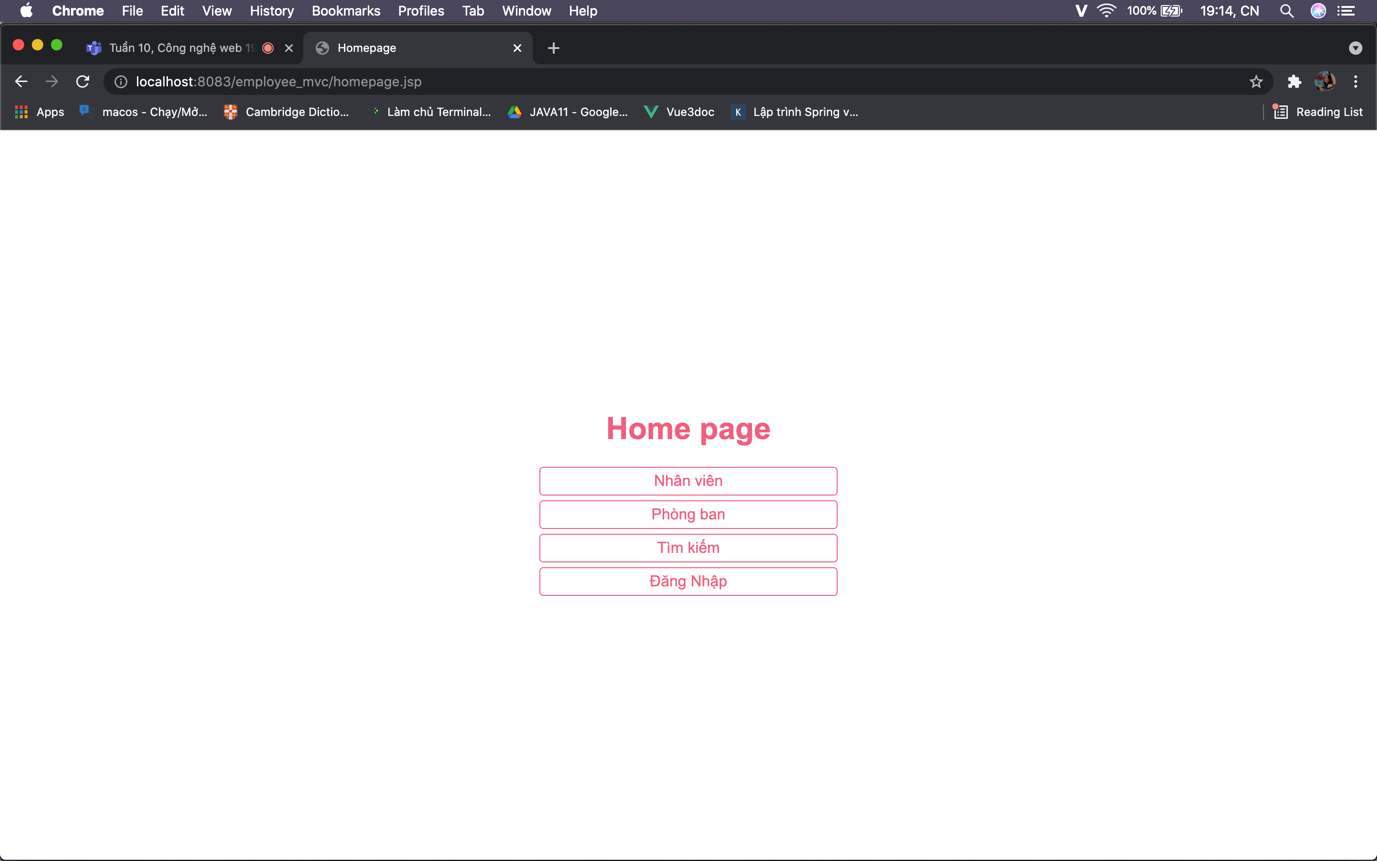 Chrome File Edit View History Bookmarks Profiles Tab Window Help V 100% 19:14, CN
Tuần 10, Công nghệ web Homepage
localhost:8083/employee_mvc/homepage.jsp
Apps macos - Chạy/Mở... Cambridge Dictio... Làm chủ Terminal... JAVA11 - Google... Vue3doc K Lập trình Spring v... Reading List
Home page
Nhân viên
Phòng ban
Tìm kiếm
Đăng Nhập